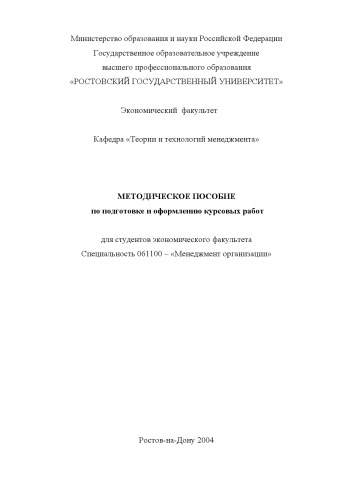 Министерство образования и науки Российской Федерации
Государственное образовательное учреждение
высшего профессионального образования
«РОСТОВСКИЙ ГОСУДАРСТВЕННЫЙ УНИВЕРСИТЕТ»
Экономический факультет
Кафедра «Теории и технологий менеджмента»
МЕТОДИЧЕСКОЕ ПОСОБИЕ
по подготовке и оформлению курсовых работ
для студентов экономического факультета
Специальность 061100 – «Менеджмент организации»
Ростов-на-Дону 2004